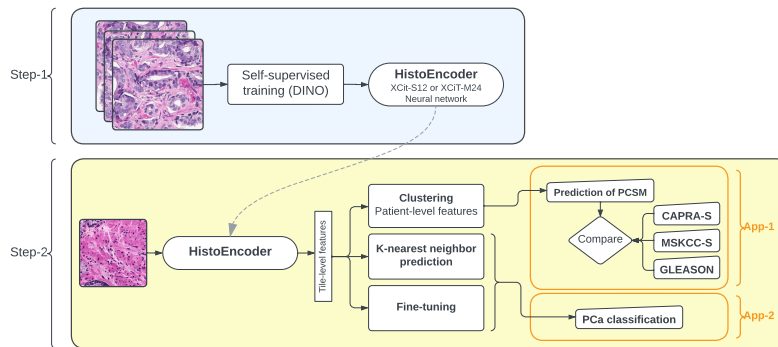 Step-1
Self-supervised
training (DINO)
HistoEncoder
XCit-S12 or XCiT-M24
Neural network
Step-2
HistoEncoder
Tile-level features
Clustering
Patient-level features
K-nearest neighbor
prediction
Fine-tuning
Prediction of PCSM
Compare
CAPRA-S
MSKCC-S
GLEASON
App-1
PCa classification
App-2